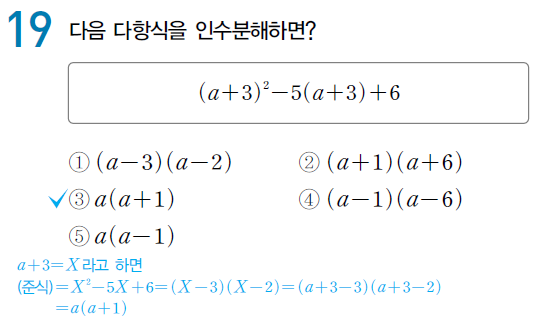 19 다음 다항식을 인수분해하면?
(a+3)²−5(a+3)+6
① (a−3)(a−2) ② (a+1)(a+6)
③ a(a+1) ④ (a−1)(a−6)
⑤ a(a−1)
a+3=X라고 하면
(준식)=X²−5X+6=(X−3)(X−2)=(a+3−3)(a+3−2)
=a(a+1)